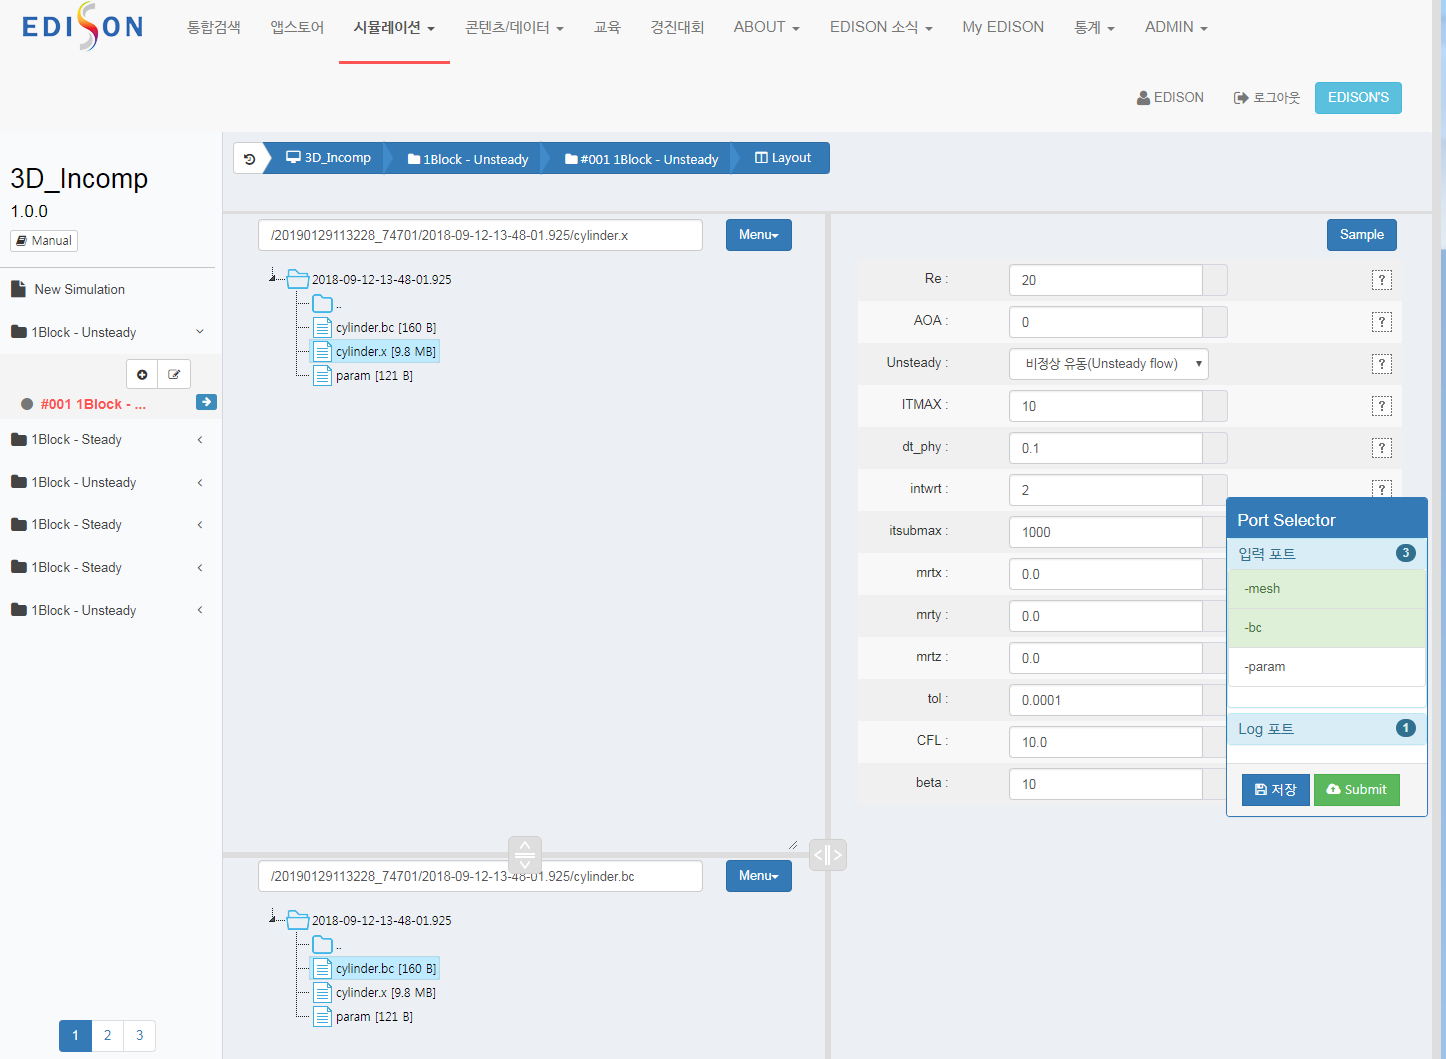 EDISON
통합검색 앱스토어 시뮬레이션 콘텐츠/데이터 교육 경진대회 ABOUT EDISON 소식 My EDISON 통계 ADMIN
EDISON 로그아웃 EDISON'S
3D_Incomp
1.0.0
Manual
New Simulation
1Block - Unsteady
#001 1Block - ...
1Block - Steady
1Block - Unsteady
1Block - Steady
1Block - Steady
1Block - Unsteady
1 2 3
3D_Incomp 1Block - Unsteady #001 1Block - Unsteady Layout
/20190129113228_74701/2018-09-12-13-48-01.925/cylinder.x Menu
2018-09-12-13-48-01.925
..
cylinder.bc [160 B]
cylinder.x [9.8 MB]
param [121 B]
/20190129113228_74701/2018-09-12-13-48-01.925/cylinder.bc Menu
2018-09-12-13-48-01.925
..
cylinder.bc [160 B]
cylinder.x [9.8 MB]
param [121 B]
Sample
Re : 20 ?
AOA : 0 ?
Unsteady : 비정상 유동(Unsteady flow) ?
ITMAX : 10 ?
dt_phy : 0.1 ?
intwrt : 2 ?
itsubmax : 1000
mrtx : 0.0
mrty : 0.0
mrtz : 0.0
tol : 0.0001
CFL : 10.0
beta : 10
Port Selector
입력 포트 3
-mesh
-bc
-param
Log 포트 1
저장 Submit